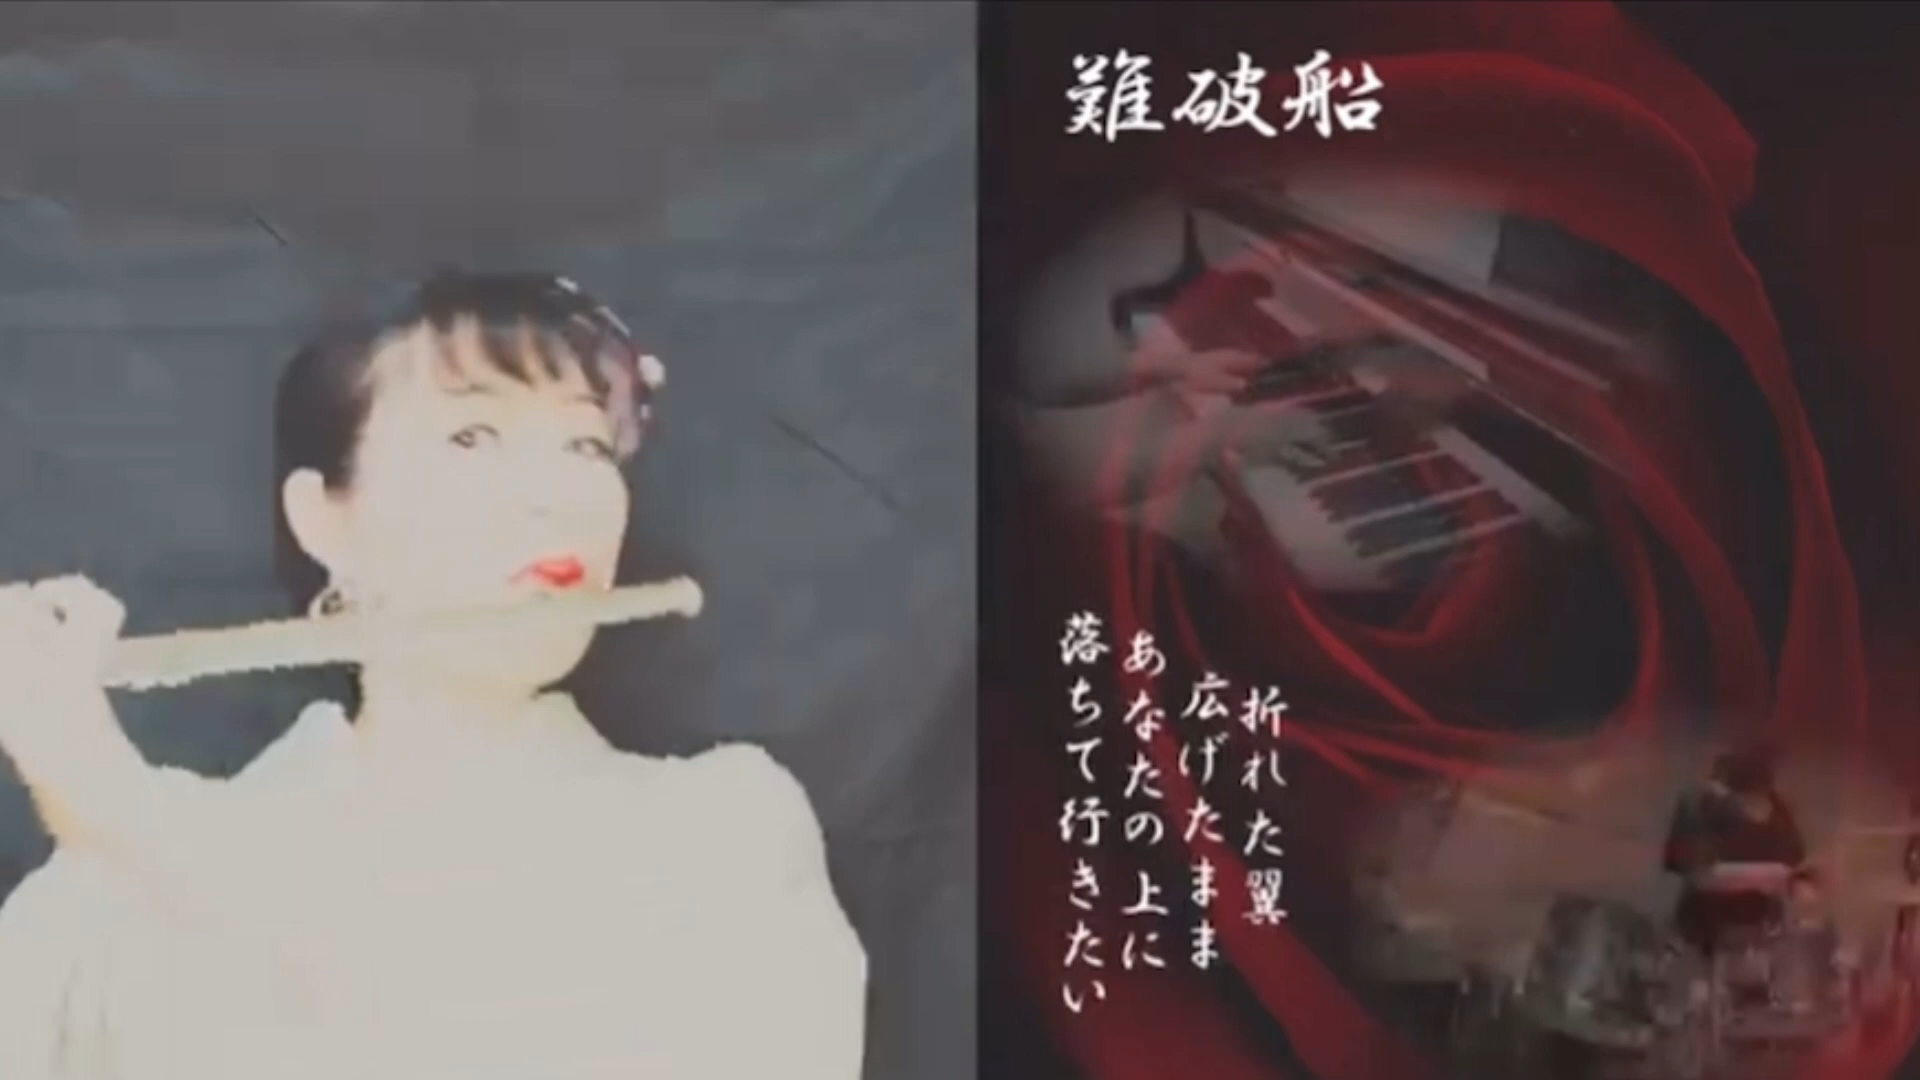 難破船
折れた翼
広げたまま
あなたの上に
落ちて行きたい